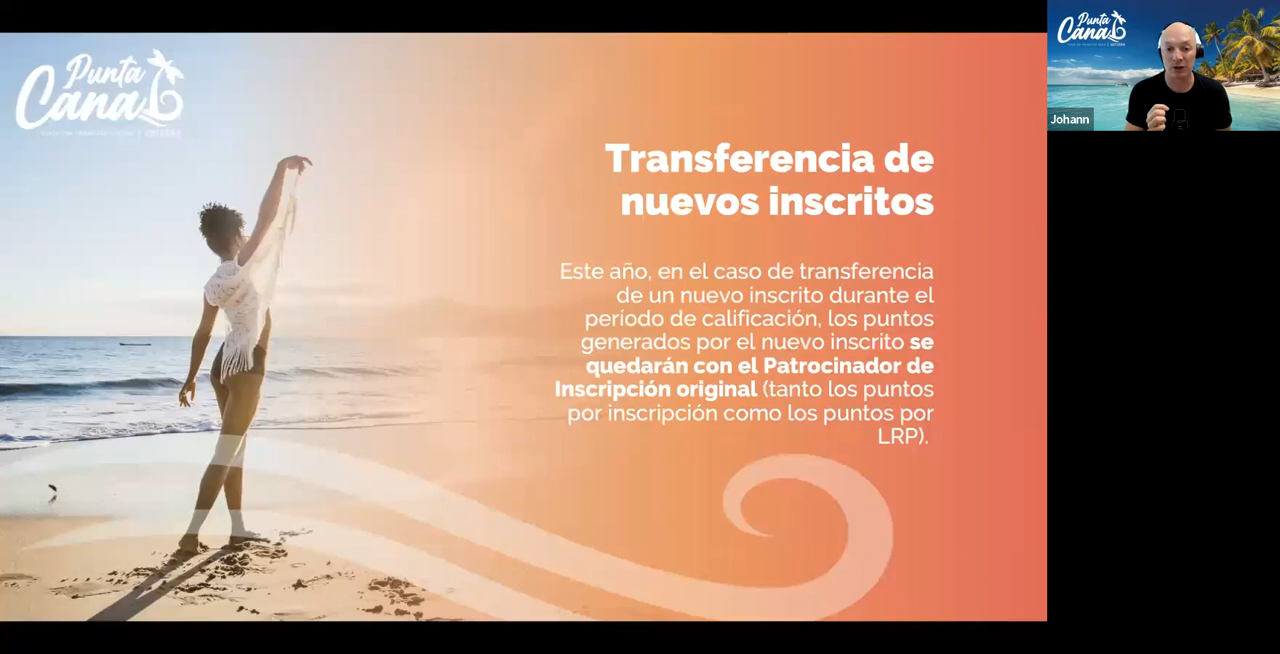 Punta
Cana
Transferencia de
nuevos inscritos
Este año, en el caso de transferencia
de un nuevo inscrito durante el
período de calificación, los puntos
generados por el nuevo inscrito se
quedarán con el Patrocinador de
Inscripción original (tanto los puntos
por inscripción como los puntos por
LRP).
Punta
Cana
Johann